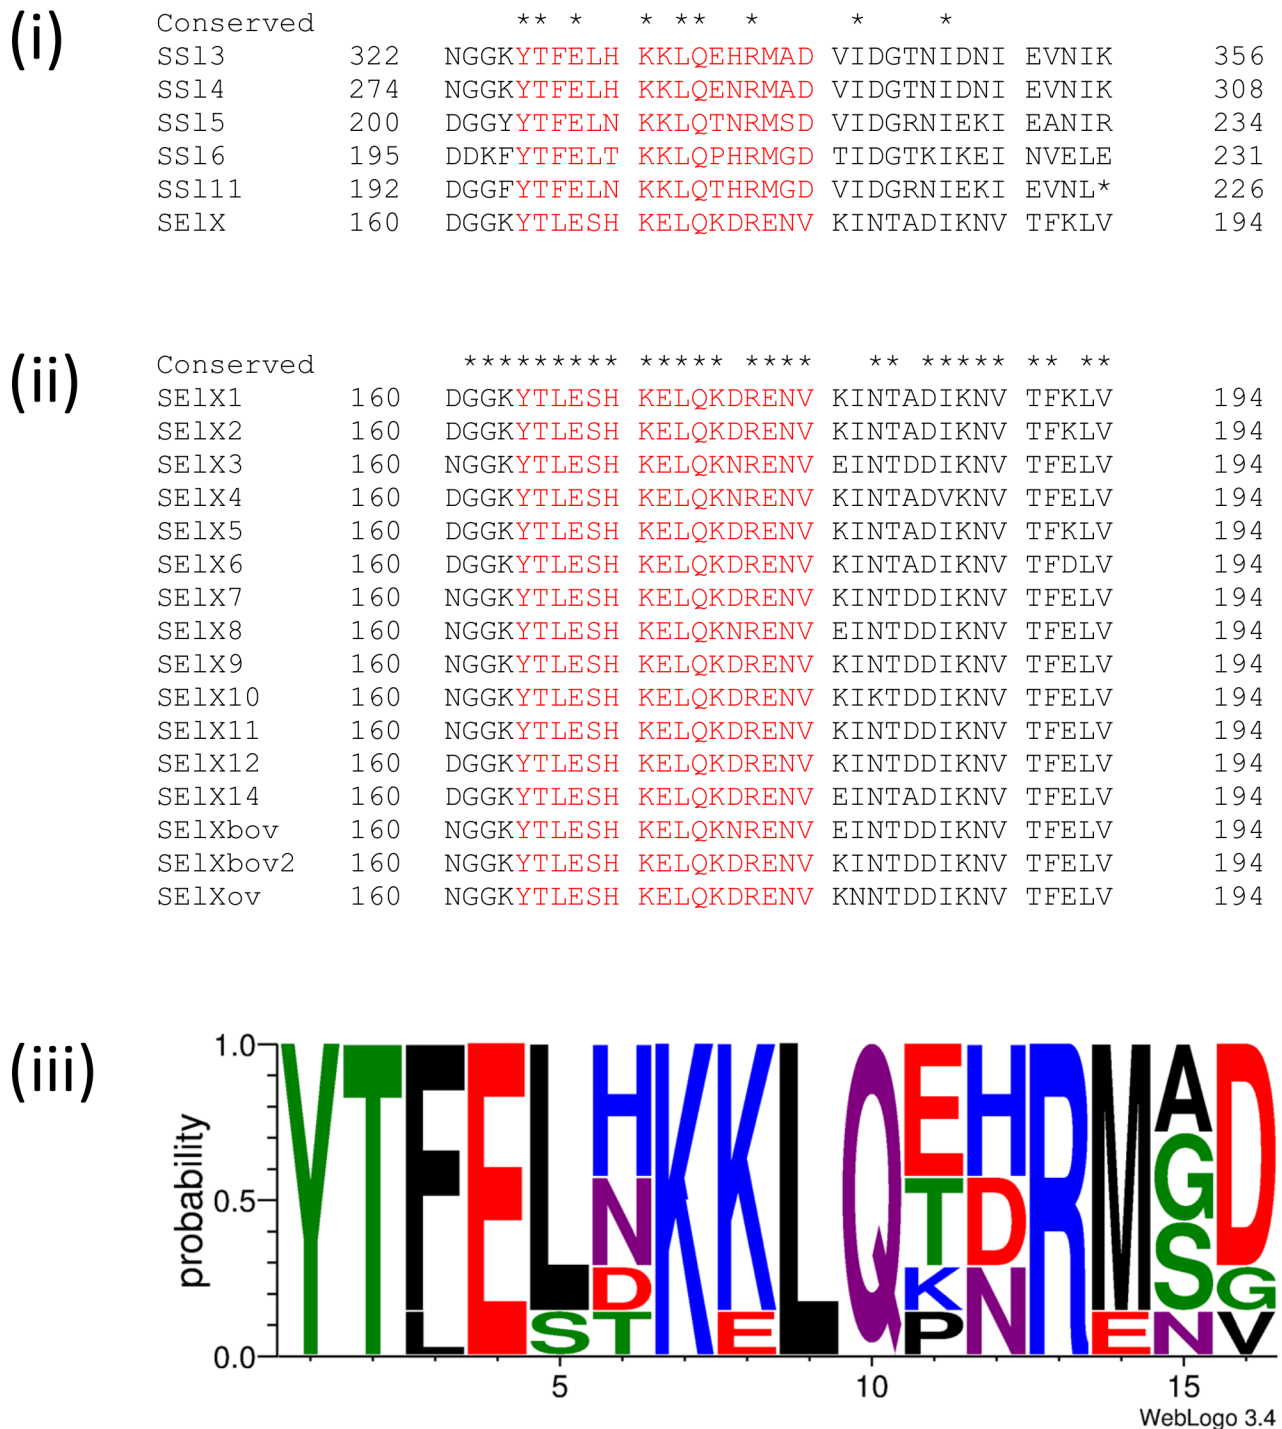 (i)
Conserved ** * * ** * * *
SSl3 322 NGGKYTFELH KKLQEHRMAD VIDGTNIDNI EVNIK 356
SSl4 274 NGGKYTFELH KKLQENRMAD VIDGTNIDNI EVNIK 308
SSl5 200 DGGYYTFELN KKLQTNRMSD VIDGRNIEKI EANIR 234
SSl6 195 DDKFYTFELT KKLQPHRMGD TIDGTKIKEI NVELE 231
SSl11 192 DGGFYTFELN KKLQTHRMGD VIDGRNIEKI EVNL* 226
SElX 160 DGGKYTLESH KELQKDRENV KINTADIKNV TFKLV 194
(ii)
Conserved ********* ***** **** ** ***** ** **
SElX1 160 DGGKYTLESH KELQKDRENV KINTADIKNV TFKLV 194
SElX2 160 DGGKYTLESH KELQKDRENV KINTADIKNV TFKLV 194
SElX3 160 NGGKYTLESH KELQKNRENV EINTDDIKNV TFELV 194
SElX4 160 DGGKYTLESH KELQKNRENV KINTADVKNV TFELV 194
SElX5 160 DGGKYTLESH KELQKDRENV KINTADIKNV TFKLV 194
SElX6 160 DGGKYTLESH KELQKDRENV KINTADIKNV TFDLV 194
SElX7 160 NGGKYTLESH KELQKDRENV KINTDDIKNV TFELV 194
SElX8 160 NGGKYTLESH KELQKNRENV EINTDDIKNV TFELV 194
SElX9 160 NGGKYTLESH KELQKDRENV KINTDDIKNV TFELV 194
SElX10 160 NGGKYTLESH KELQKDRENV KIKTDDIKNV TFELV 194
SElX11 160 NGGKYTLESH KELQKDRENV KINTDDIKNV TFELV 194
SElX12 160 DGGKYTLESH KELQKDRENV KINTDDIKNV TFELV 194
SElX14 160 DGGKYTLESH KELQKDRENV EINTADIKNV TFELV 194
SElXbov 160 NGGKYTLESH KELQKNRENV EINTDDIKNV TFELV 194
SElXbov2 160 NGGKYTLESH KELQKDRENV KINTDDIKNV TFELV 194
SElXov 160 NGGKYTLESH KELQKDRENV KNNTDDIKNV TFELV 194
(iii)
probability
1.0
0.5
0.0
Y T F E L H K K L Q E H R M A D
N T D G
D K N S G
L S T E P E N V
5 10 15
WebLogo 3.4